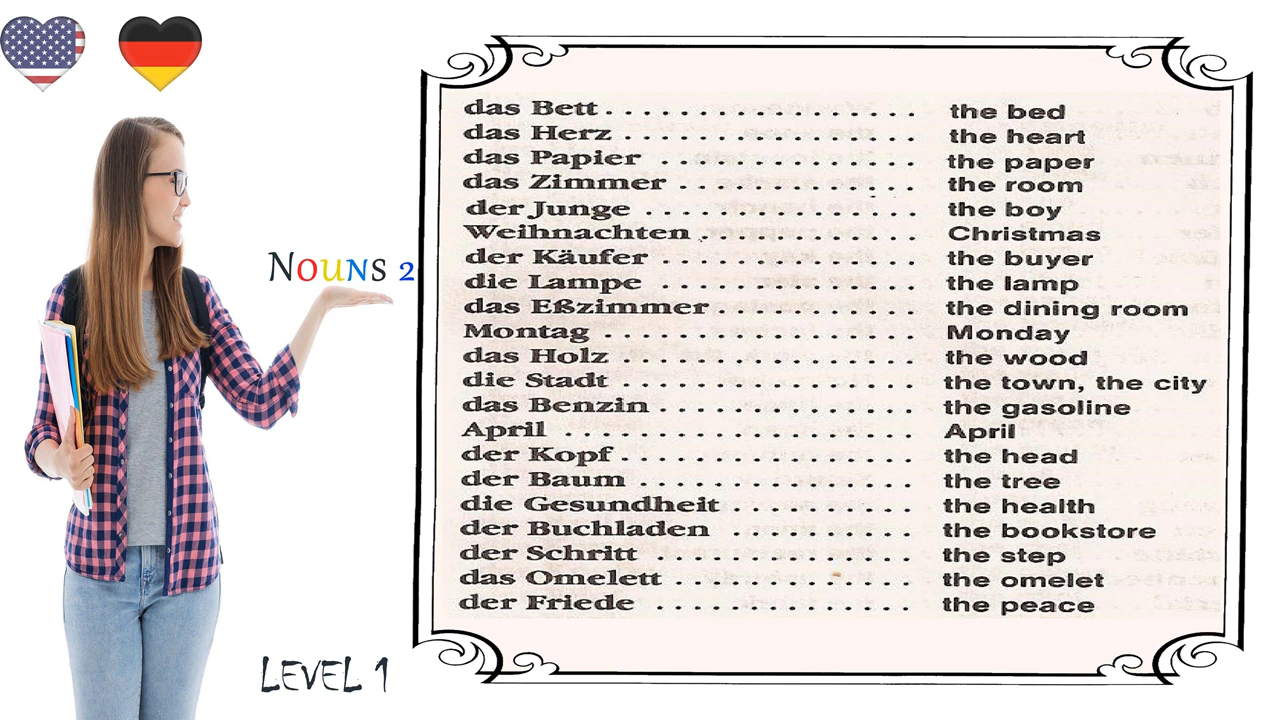 Nouns 2
das Bett . . . . . . . . . . . . . . . . . the bed
das Herz . . . . . . . . . . . . . . . . the heart
das Papier . . . . . . . . . . . . . . the paper
das Zimmer . . . . . . . . . . . . . the room
der Junge . . . . . . . . . . . . . . . the boy
Weihnachten . . . . . . . . . . . . Christmas
der Käufer . . . . . . . . . . . . . . the buyer
die Lampe . . . . . . . . . . . . . . the lamp
das Eßzimmer . . . . . . . . . . . the dining room
Montag . . . . . . . . . . . . . . . . . Monday
das Holz . . . . . . . . . . . . . . . . the wood
die Stadt . . . . . . . . . . . . . . . . the town, the city
das Benzin . . . . . . . . . . . . . . the gasoline
April . . . . . . . . . . . . . . . . . . . April
der Kopf . . . . . . . . . . . . . . . . the head
der Baum . . . . . . . . . . . . . . . the tree
die Gesundheit . . . . . . . . . . the health
der Buchladen . . . . . . . . . . the bookstore
der Schritt . . . . . . . . . . . . . . the step
das Omelett . . . . . . . . . . . . . the omelet
der Friede . . . . . . . . . . . . . . the peace
LEVEL 1